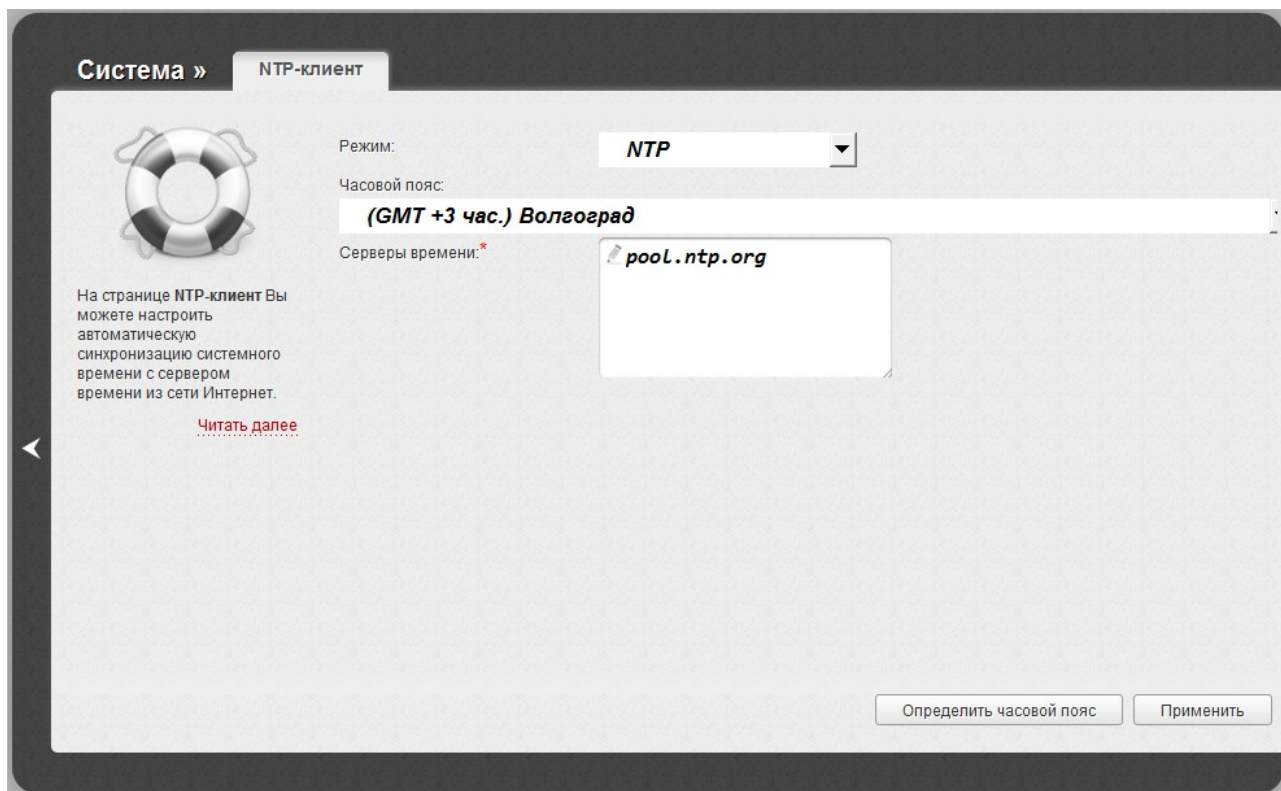 Система »
NTP-клиент
Режим:
NTP
Часовой пояс:
(GMT +3 час.) Волгоград
Серверы времени:*
pool.ntp.org
На странице NTP-клиент Вы
можете настроить
автоматическую
синхронизацию системного
времени с сервером
времени из сети Интернет.
Читать далее
Определить часовой пояс
Применить